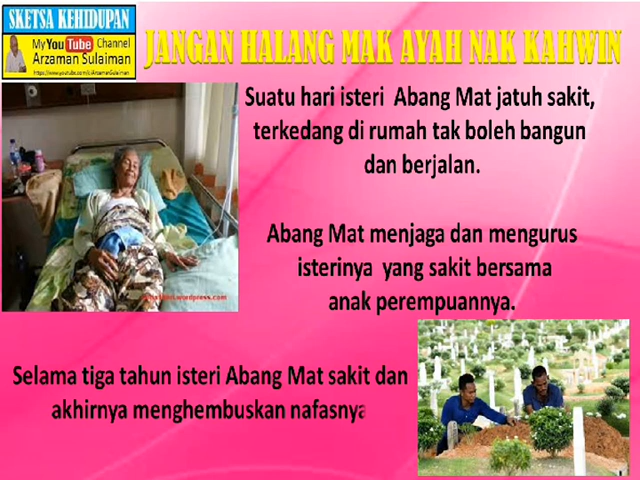 SKETSA KEHIDUPAN
My YouTube Channel
Arzaman Sulaiman
JANGAN HALANG MAK AYAH NAK KAHWIN
Suatu hari isteri Abang Mat jatuh sakit,
terkedang di rumah tak boleh bangun
dan berjalan.
Abang Mat menjaga dan mengurus
isterinya yang sakit bersama
anak perempuannya.
Selama tiga tahun isteri Abang Mat sakit dan
akhirnya menghembuskan nafasnya